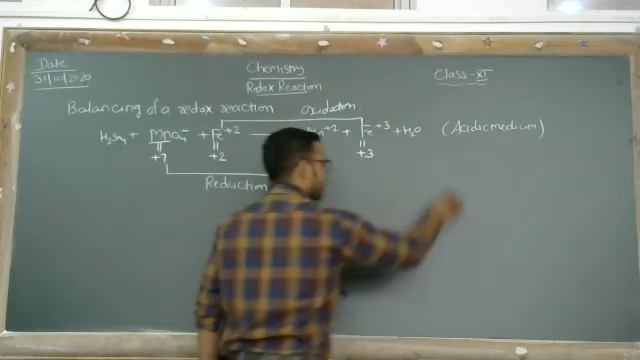 Date
31/10/2020
Chemistry
Redox Reaction
Class-XI
Balancing of a redox reaction
oxidation
H₂SO₄ + MnO₄⁻ + Fe⁺² → Mn⁺² + Fe⁺³ + H₂O (Acidic medium)
+7 +2 +3
Reduction